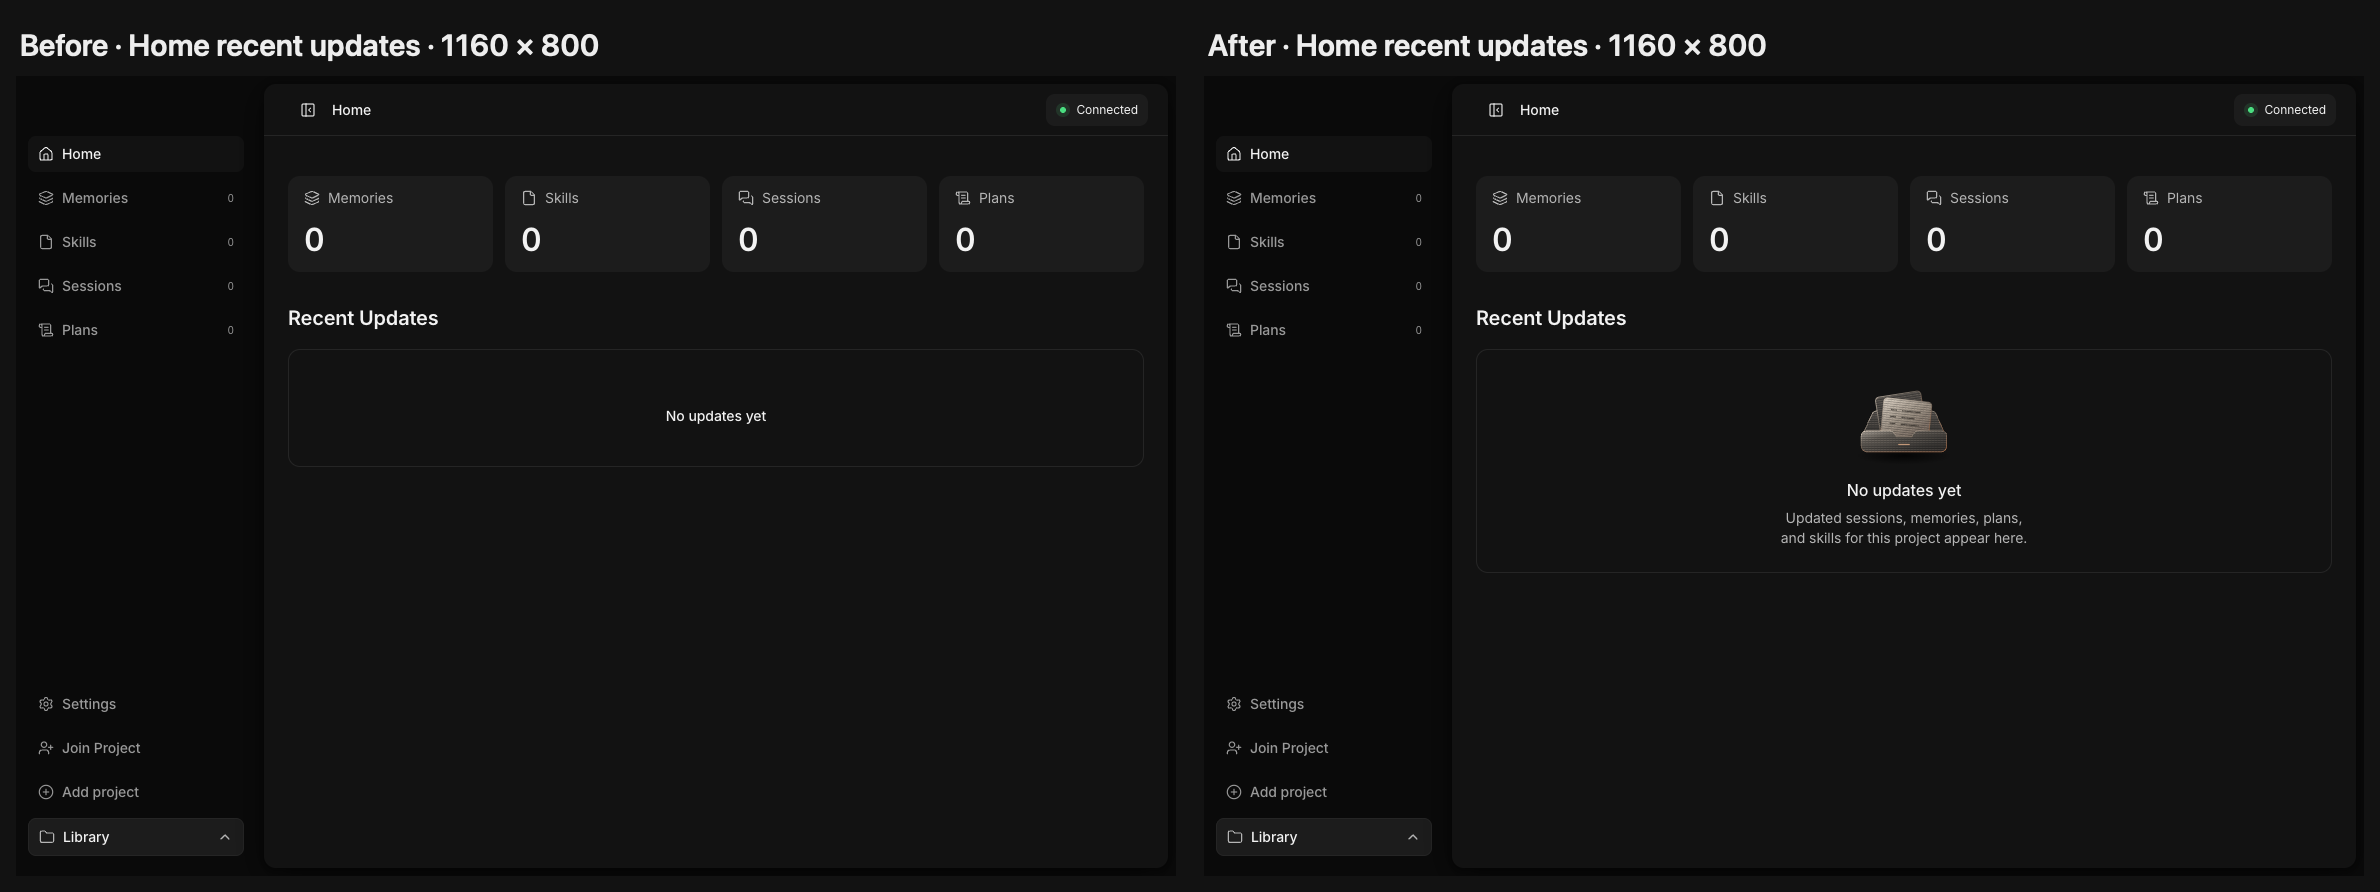 Before · Home recent updates · 1160 × 800
Home
Connected
Home
Memories 0
Skills 0
Sessions 0
Plans 0
Memories
0
Skills
0
Sessions
0
Plans
0
Recent Updates
No updates yet
Settings
Join Project
Add project
Library
After · Home recent updates · 1160 × 800
Home
Connected
Home
Memories 0
Skills 0
Sessions 0
Plans 0
Memories
0
Skills
0
Sessions
0
Plans
0
Recent Updates
No updates yet
Updated sessions, memories, plans,
and skills for this project appear here.
Settings
Join Project
Add project
Library